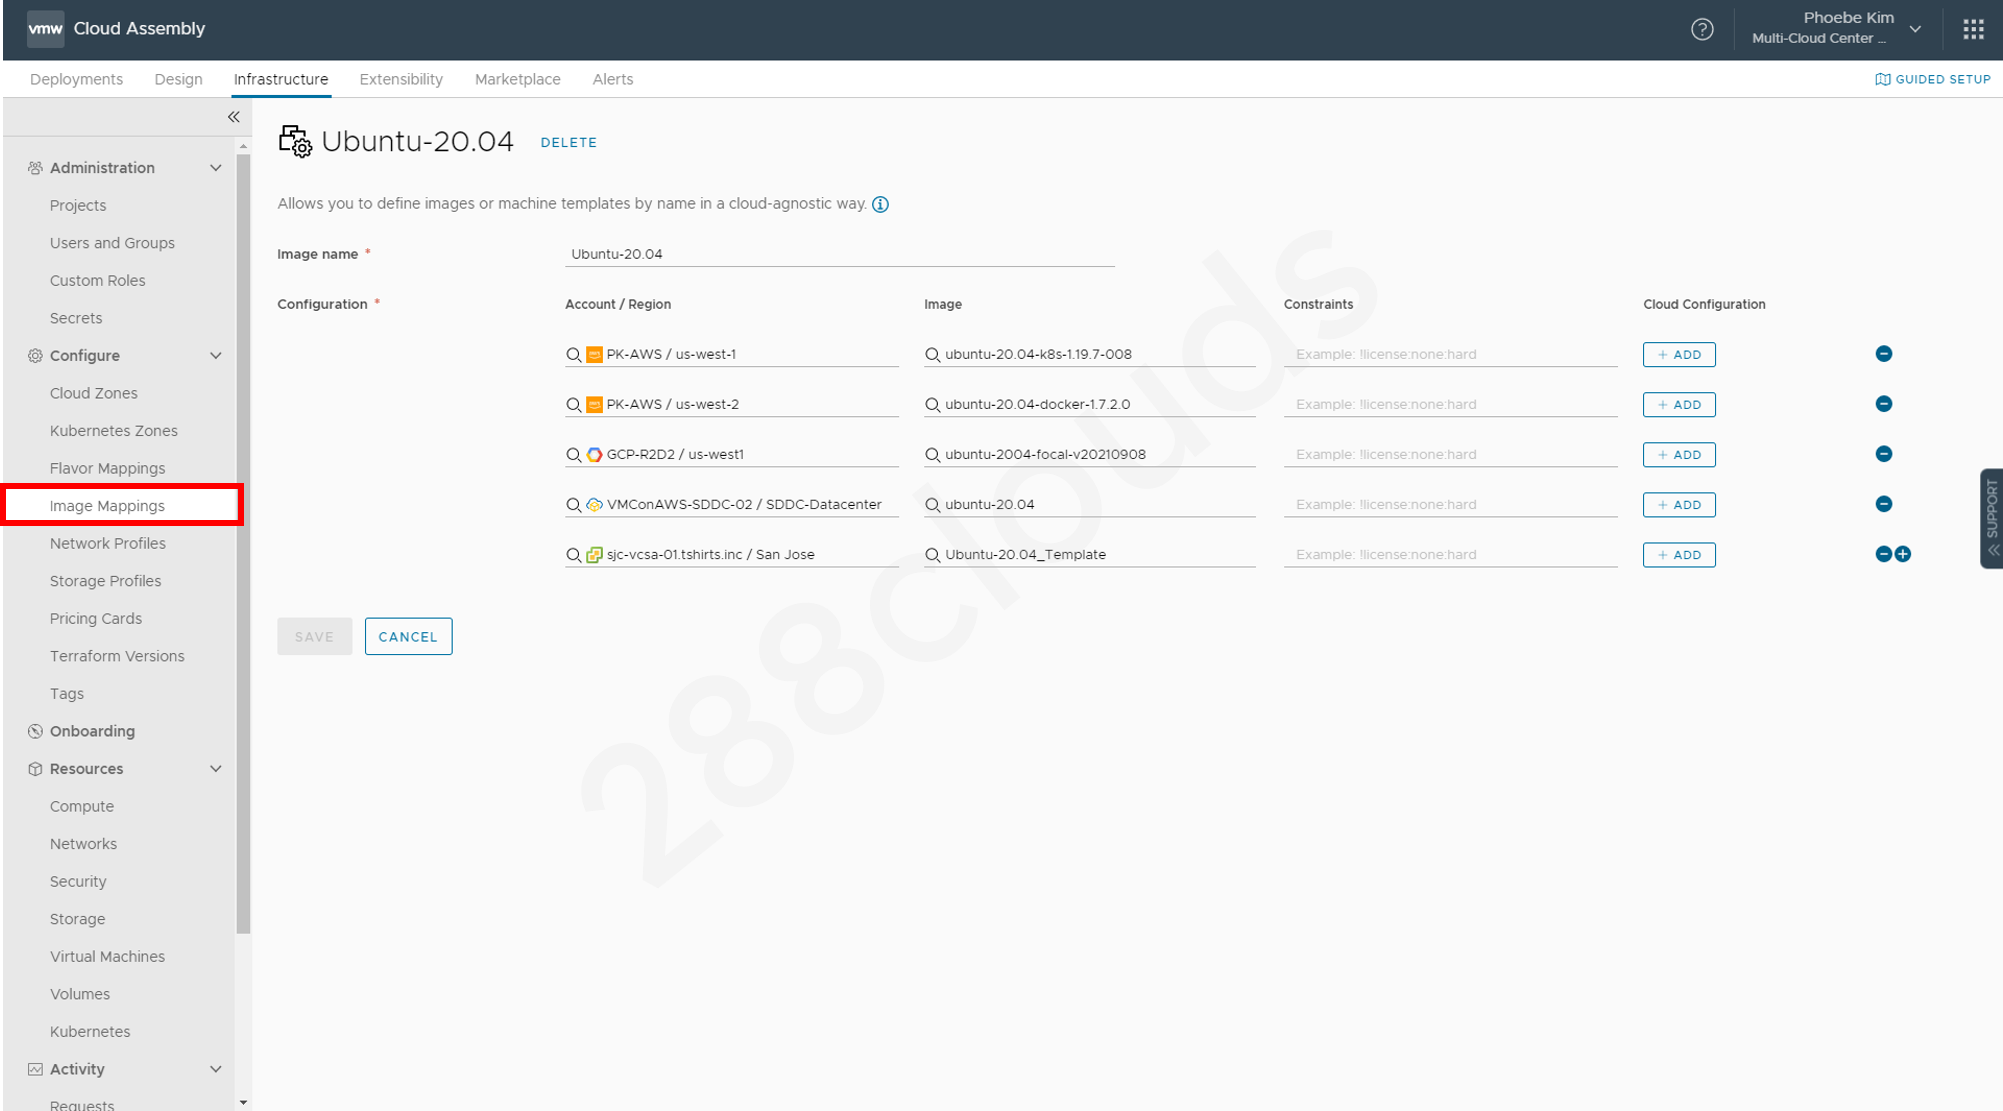 vmw Cloud Assembly
Phoebe Kim
Multi-Cloud Center ...
Deployments Design Infrastructure Extensibility Marketplace Alerts
GUIDED SETUP
Administration
Projects
Users and Groups
Custom Roles
Secrets
Configure
Cloud Zones
Kubernetes Zones
Flavor Mappings
Image Mappings
Network Profiles
Storage Profiles
Pricing Cards
Terraform Versions
Tags
Onboarding
Resources
Compute
Networks
Security
Storage
Virtual Machines
Volumes
Kubernetes
Activity
Requests
Ubuntu-20.04 DELETE
Allows you to define images or machine templates by name in a cloud-agnostic way.
Image name * Ubuntu-20.04
Configuration * Account / Region Image Constraints Cloud Configuration
PK-AWS / us-west-1 ubuntu-20.04-k8s-1.19.7-008 Example: !license:none:hard + ADD
PK-AWS / us-west-2 ubuntu-20.04-docker-1.7.2.0 Example: !license:none:hard + ADD
GCP-R2D2 / us-west1 ubuntu-2004-focal-v20210908 Example: !license:none:hard + ADD
VMConAWS-SDDC-02 / SDDC-Datacenter ubuntu-20.04 Example: !license:none:hard + ADD
sjc-vcsa-01.tshirts.inc / San Jose Ubuntu-20.04_Template Example: !license:none:hard + ADD
SAVE CANCEL
SUPPORT
288clouds